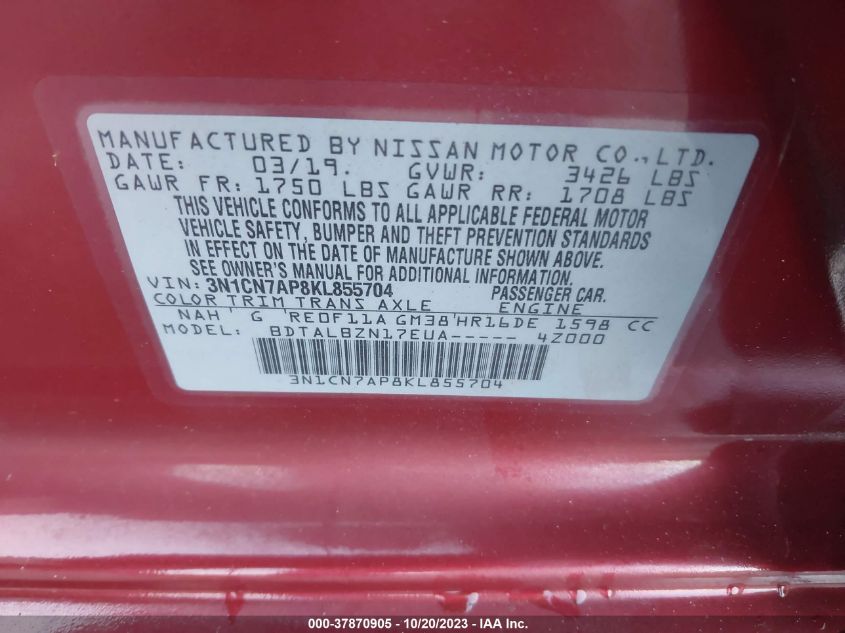 MANUFACTURED BY NISSAN MOTOR CO.,LTD.
DATE: 03/19. GVWR: 3426 LBS
GAWR FR: 1750 LBS GAWR RR: 1708 LBS
THIS VEHICLE CONFORMS TO ALL APPLICABLE FEDERAL MOTOR
VEHICLE SAFETY, BUMPER AND THEFT PREVENTION STANDARDS
IN EFFECT ON THE DATE OF MANUFACTURE SHOWN ABOVE.
SEE OWNER'S MANUAL FOR ADDITIONAL INFORMATION.
VIN: 3N1CN7AP8KL855704 PASSENGER CAR.
COLOR TRIM TRANS AXLE ENGINE
NAH G RE0F11A GM38 HR16DE 1598 CC
MODEL: BDTALBZN17EUA----- 4Z000
3N1CN7AP8KL855704
000-37870905 - 10/20/2023 - IAA Inc.